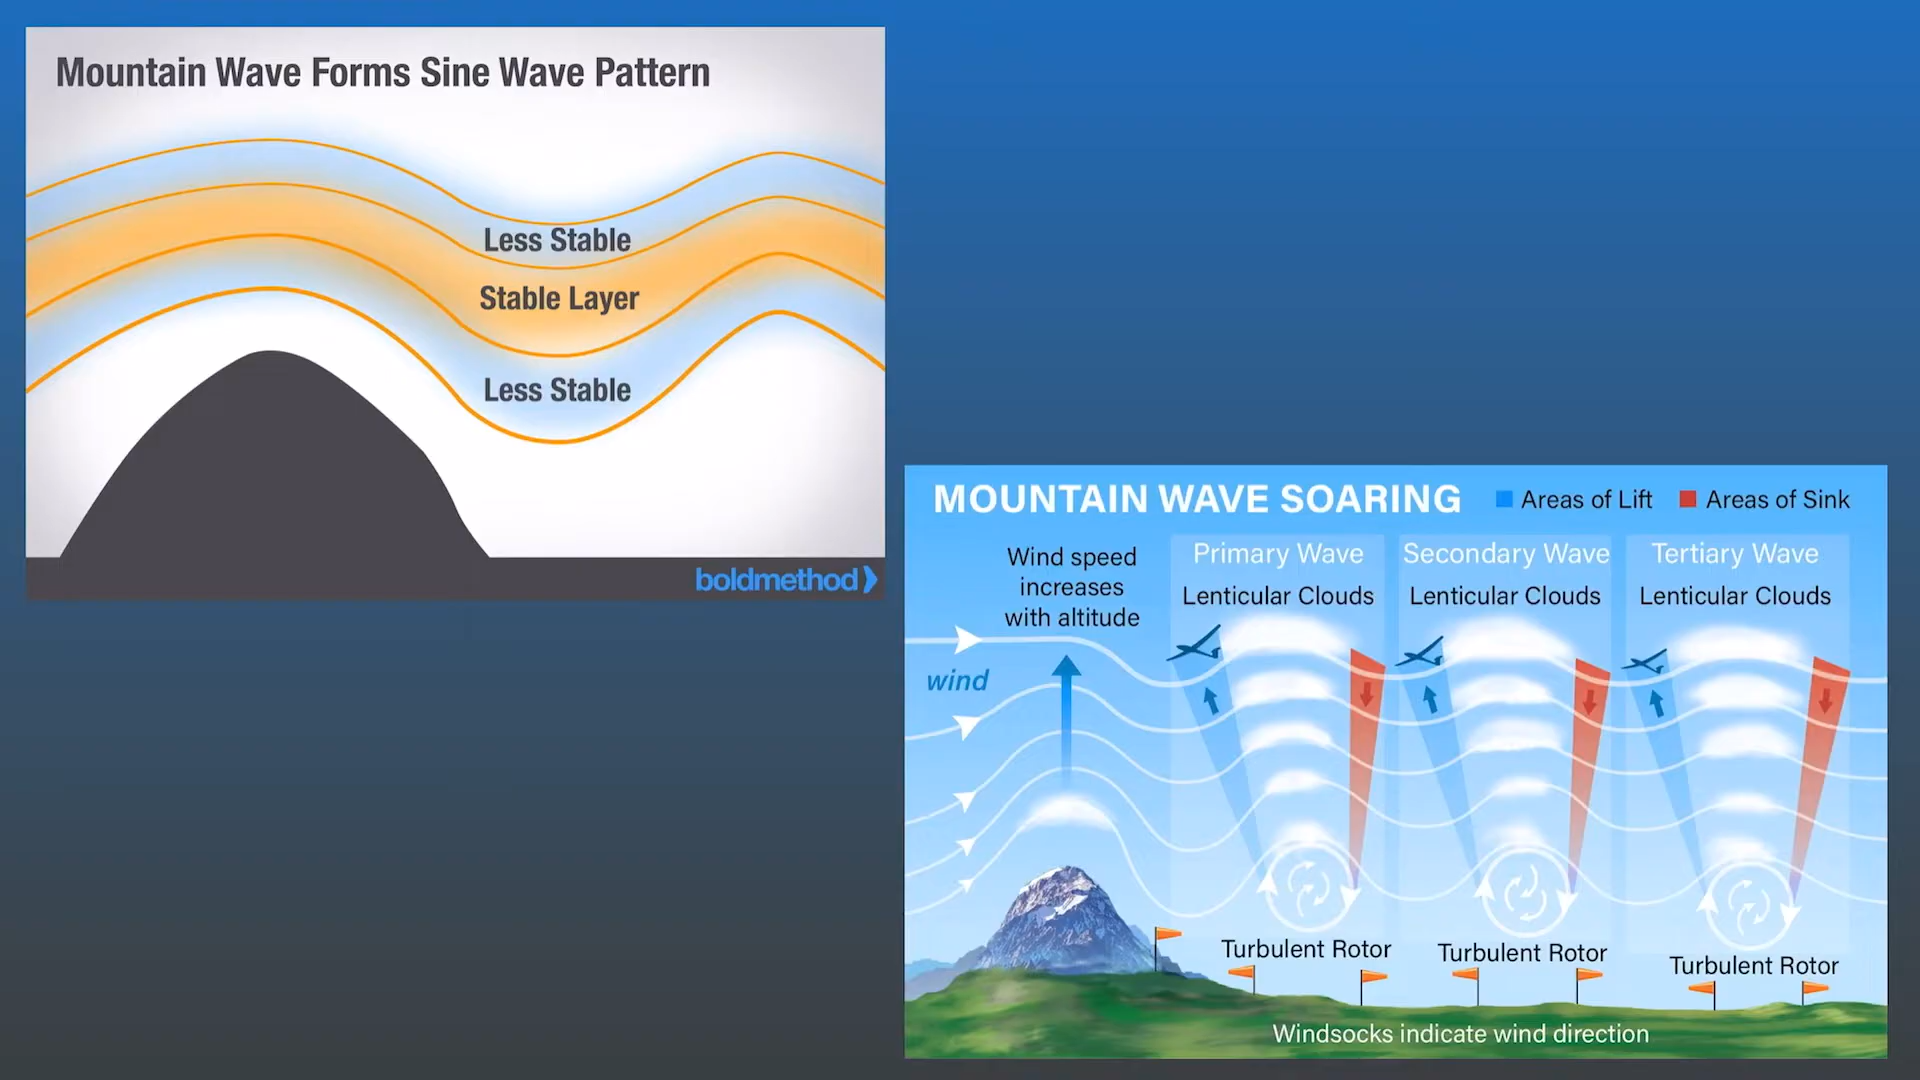 Mountain Wave Forms Sine Wave Pattern
Less Stable
Stable Layer
Less Stable
boldmethod
MOUNTAIN WAVE SOARING
Areas of Lift
Areas of Sink
Wind speed
increases
with altitude
Primary Wave
Lenticular Clouds
Secondary Wave
Lenticular Clouds
Tertiary Wave
Lenticular Clouds
wind
Turbulent Rotor
Turbulent Rotor
Turbulent Rotor
Windsocks indicate wind direction